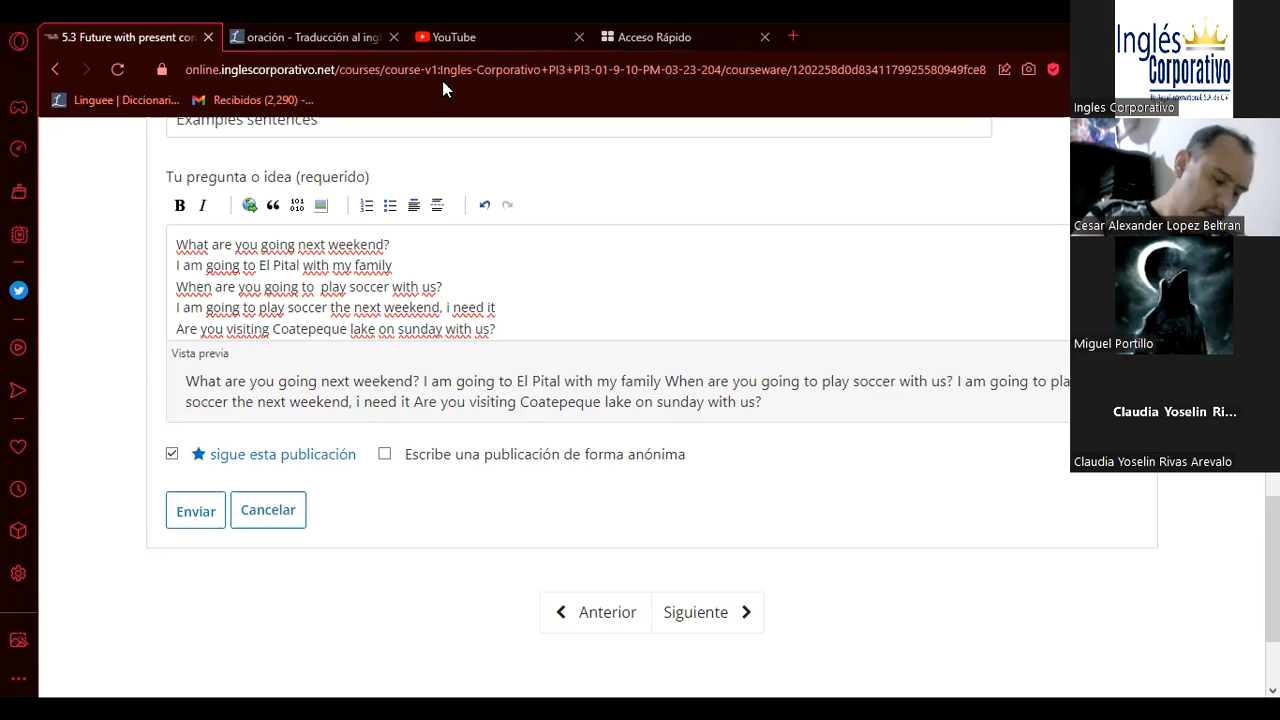 5.3 Future with present con
oración - Traducción al ingl
YouTube
Acceso Rápido
online.inglescorporativo.net/courses/course-v1:Ingles-Corporativo+PI3+PI3-01-9-10-PM-03-23-204/courseware/1202258d0d8341179925580949fce8
Linguee | Diccionari...
Recibidos (2,290) -...
Examples sentences
Tu pregunta o idea (requerido)
What are you going next weekend?
I am going to El Pital with my family
When are you going to play soccer with us?
I am going to play soccer the next weekend, i need it
Are you visiting Coatepeque lake on sunday with us?
Vista previa
What are you going next weekend? I am going to El Pital with my family When are you going to play soccer with us? I am going to pla
soccer the next weekend, i need it Are you visiting Coatepeque lake on sunday with us?
sigue esta publicación
Escribe una publicación de forma anónima
Enviar
Cancelar
Anterior
Siguiente
Inglés
Corporativo
Ingles Corporativo
Cesar Alexander Lopez Beltran
Miguel Portillo
Claudia Yoselin Ri...
Claudia Yoselin Rivas Arevalo